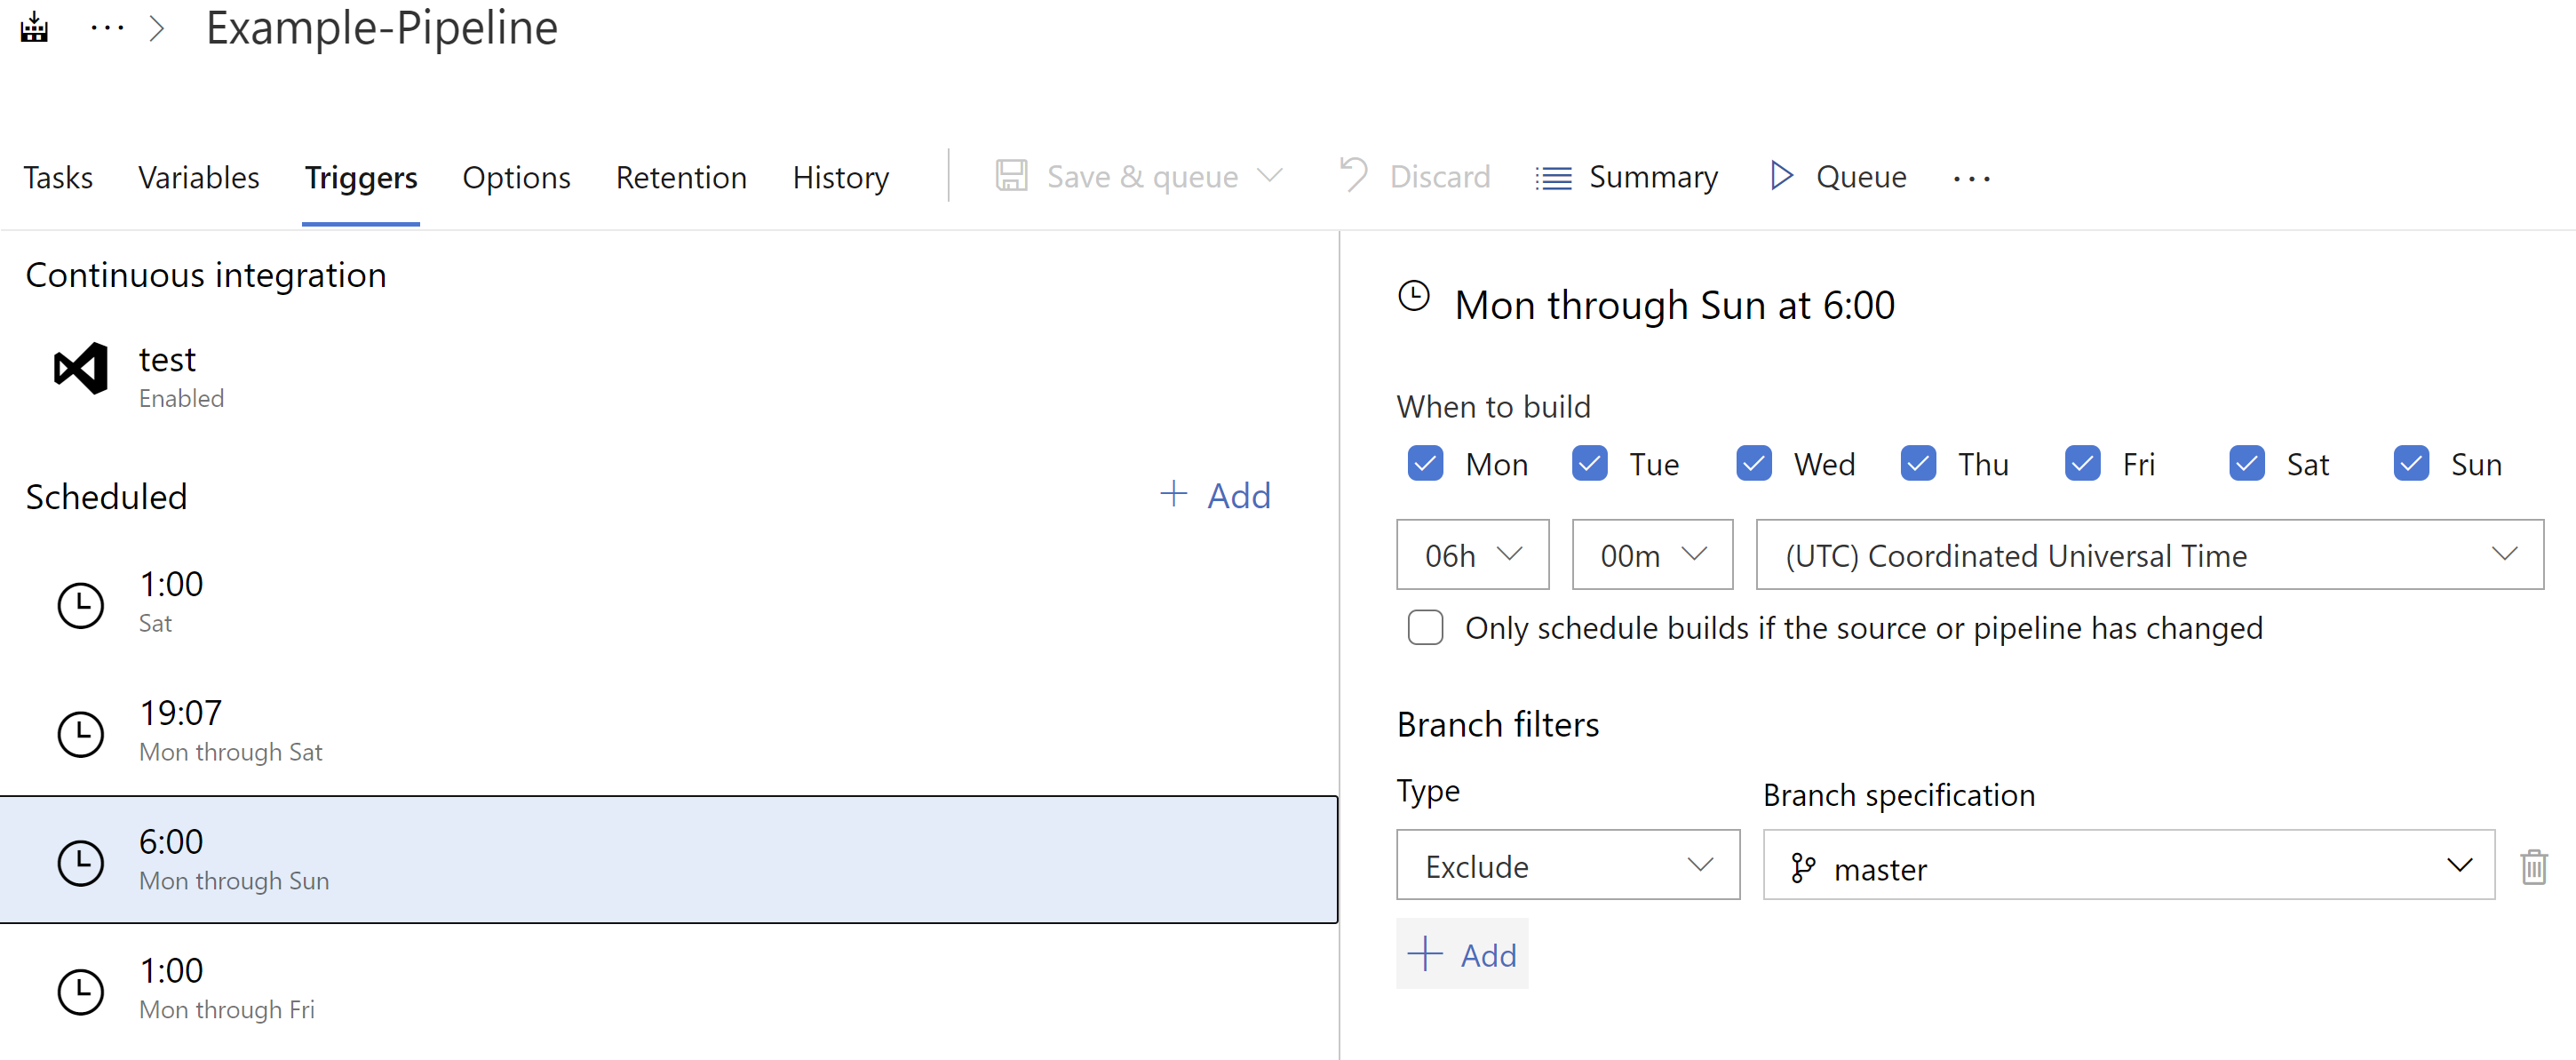 Example-Pipeline
Tasks Variables Triggers Options Retention History Save & queue Discard Summary Queue ...
Continuous integration
test
Enabled
Scheduled + Add
1:00
Sat
19:07
Mon through Sat
6:00
Mon through Sun
1:00
Mon through Fri
Mon through Sun at 6:00
When to build
Mon Tue Wed Thu Fri Sat Sun
06h 00m (UTC) Coordinated Universal Time
Only schedule builds if the source or pipeline has changed
Branch filters
Type Branch specification
Exclude master
+ Add